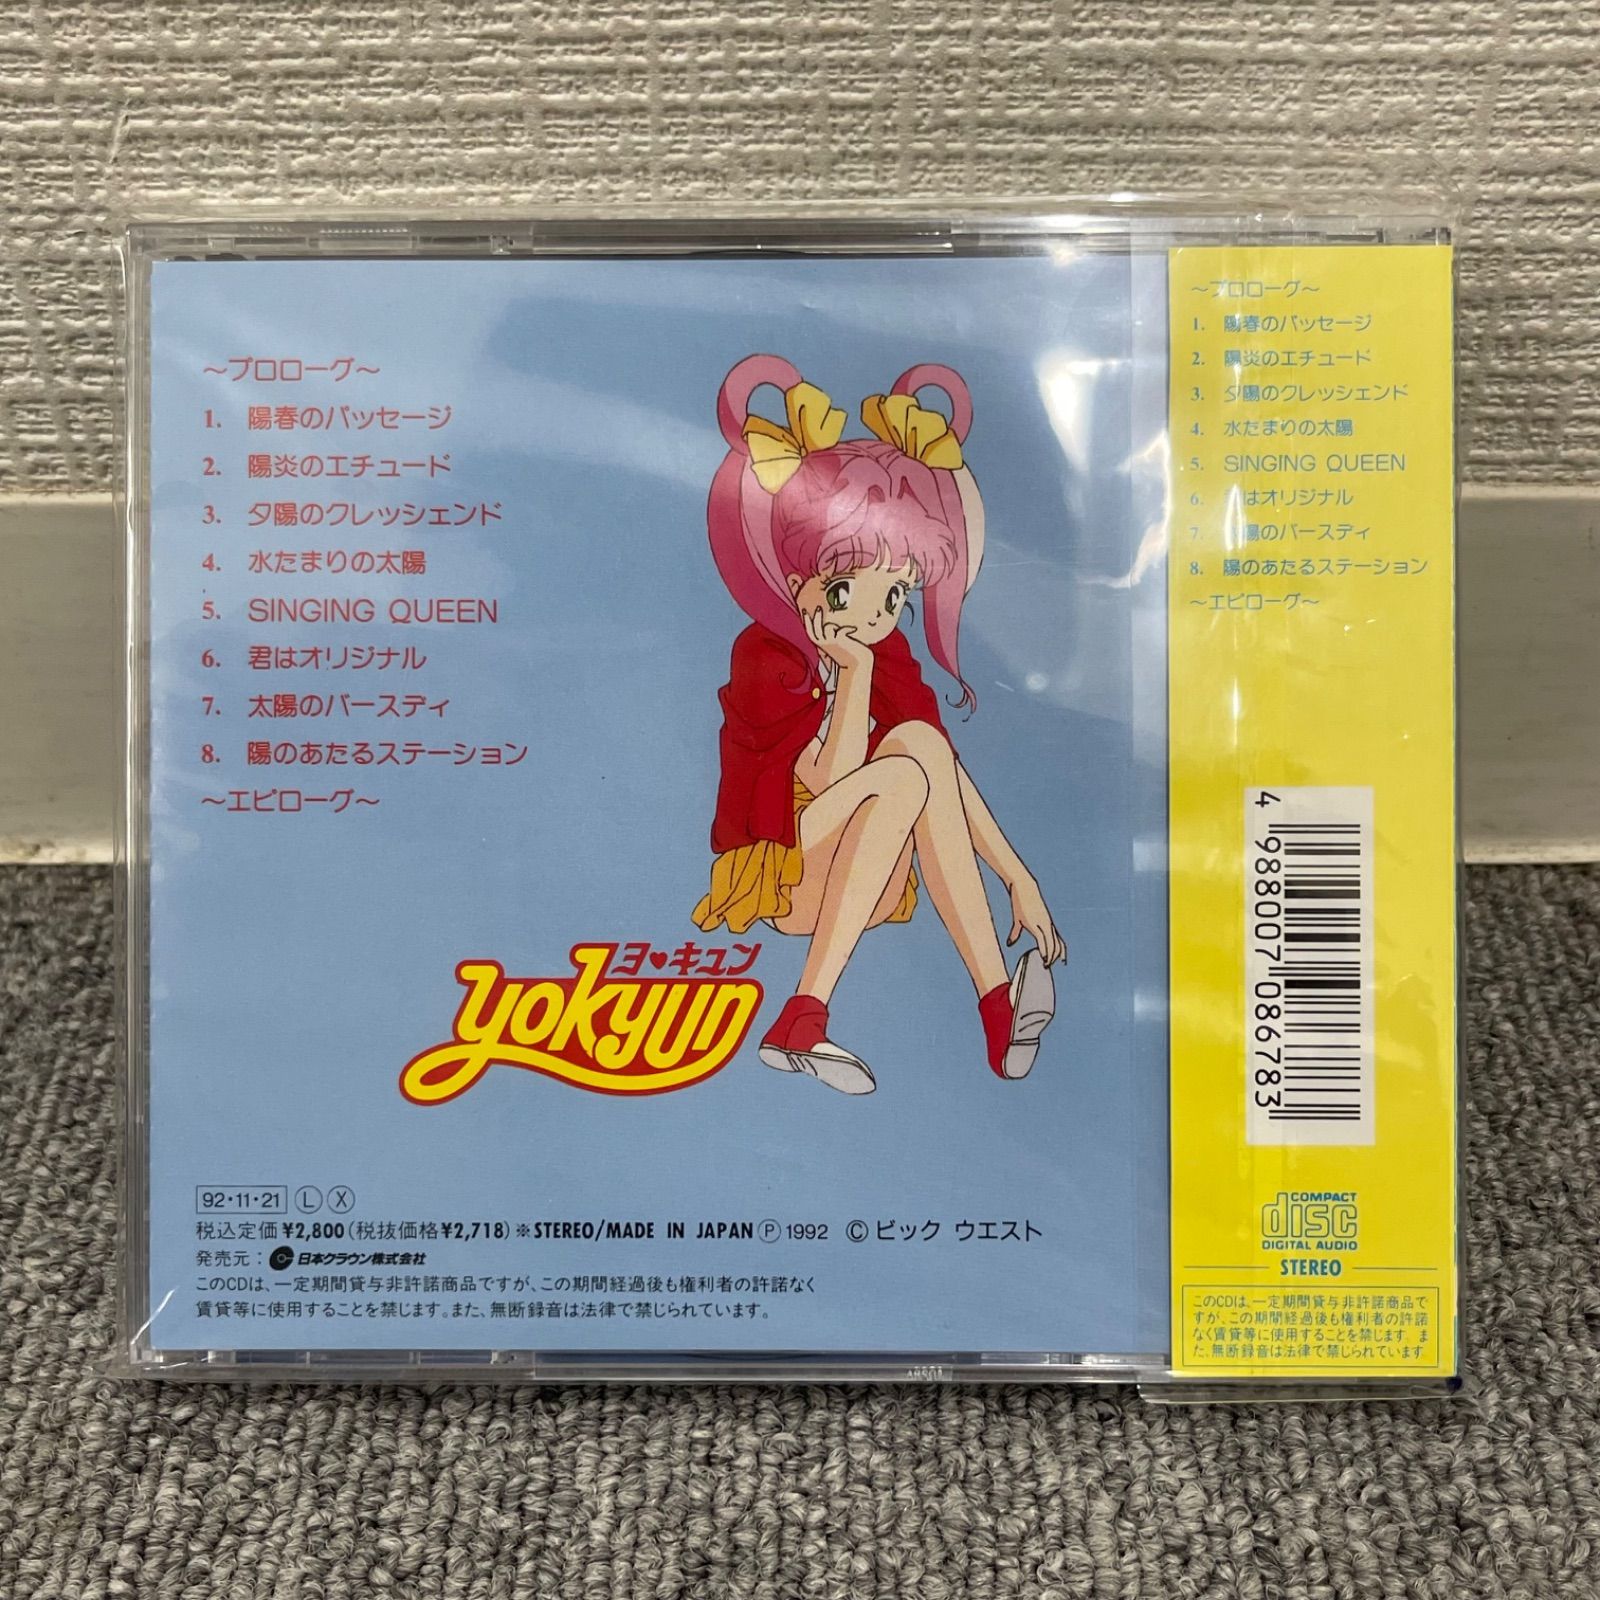 ～プロローグ～
1. 陽春のパッセージ
2. 陽炎のエチュード
3. 夕陽のクレッシェンド
4. 水たまりの太陽
5. SINGING QUEEN
6. 君はオリジナル
7. 太陽のバースディ
8. 陽のあたるステーション
～エピローグ～
ヨ♥キュン
yokyun
92・11・21 Ⓛ Ⓧ
税込定価¥2,800(税抜価格¥2,718)※STEREO/MADE IN JAPAN Ⓟ 1992 Ⓒ ビック ウエスト
発売元：日本クラウン株式会社
このCDは、一定期間貸与非許諾商品ですが、この期間経過後も権利者の許諾なく
賃貸等に使用することを禁じます。また、無断録音は法律で禁じられています。
～プロローグ～
1. 陽春のパッセージ
2. 陽炎のエチュード
3. 夕陽のクレッシェンド
4. 水たまりの太陽
5. SINGING QUEEN
6. 君はオリジナル
7. 太陽のバースディ
8. 陽のあたるステーション
～エピローグ～
4 988007 086783
COMPACT
disc
DIGITAL AUDIO
STEREO
このCDは、一定期間貸与非許諾商品で
すが、この期間経過後も権利者の許諾
なく賃貸等に使用することを禁じます。ま
た、無断録音は法律で禁じられています。